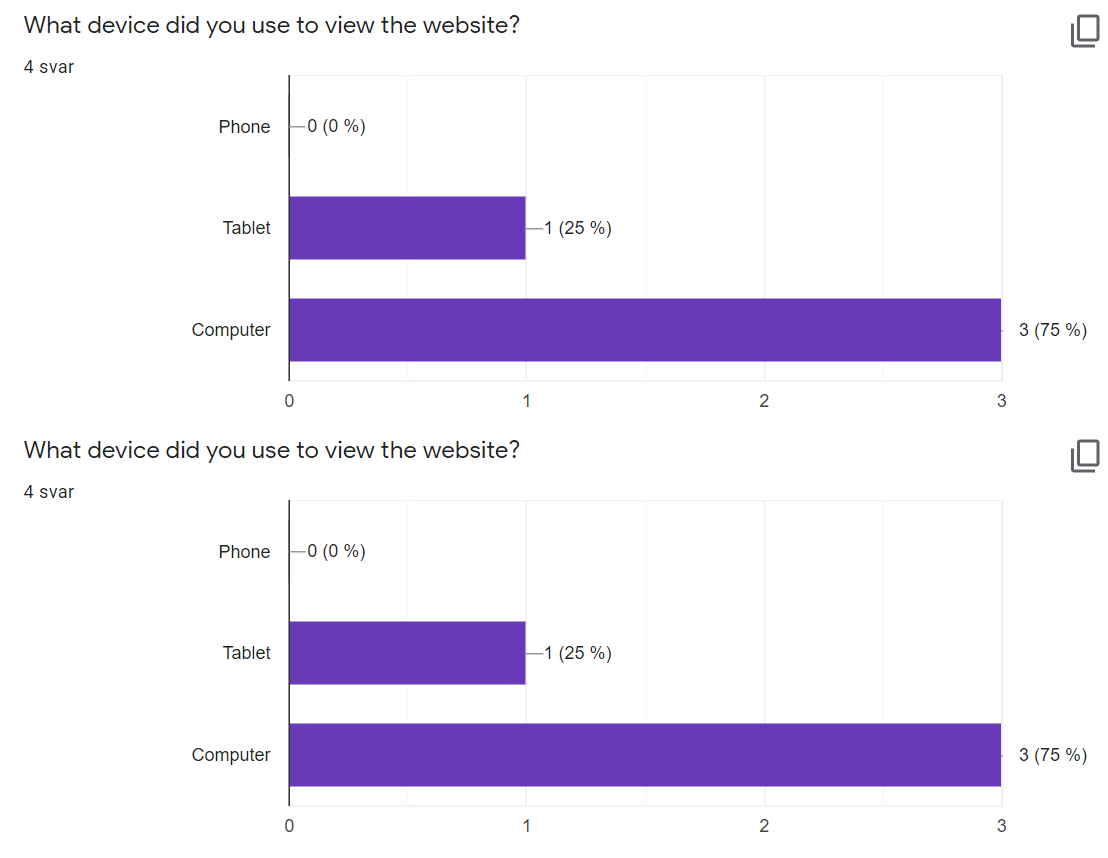 What device did you use to view the website?
4 svar
Phone
0 (0 %)
Tablet
1 (25 %)
Computer
3 (75 %)
0 1 2 3
What device did you use to view the website?
4 svar
Phone
0 (0 %)
Tablet
1 (25 %)
Computer
3 (75 %)
0 1 2 3